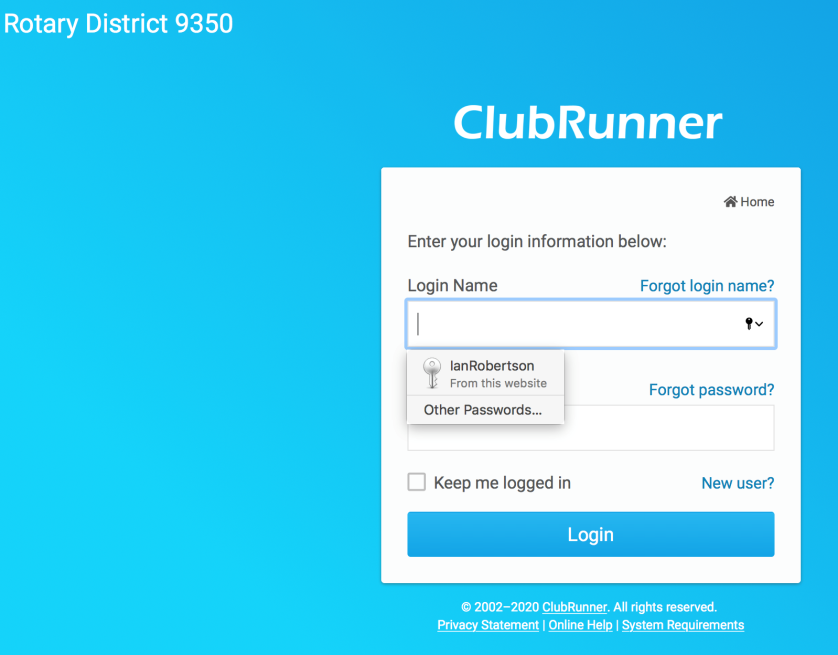 Rotary District 9350
ClubRunner
Home
Enter your login information below:
Login Name Forgot login name?
IanRobertson
From this website
Forgot password?
Other Passwords...
Keep me logged in New user?
Login
© 2002–2020 ClubRunner. All rights reserved.
Privacy Statement | Online Help | System Requirements